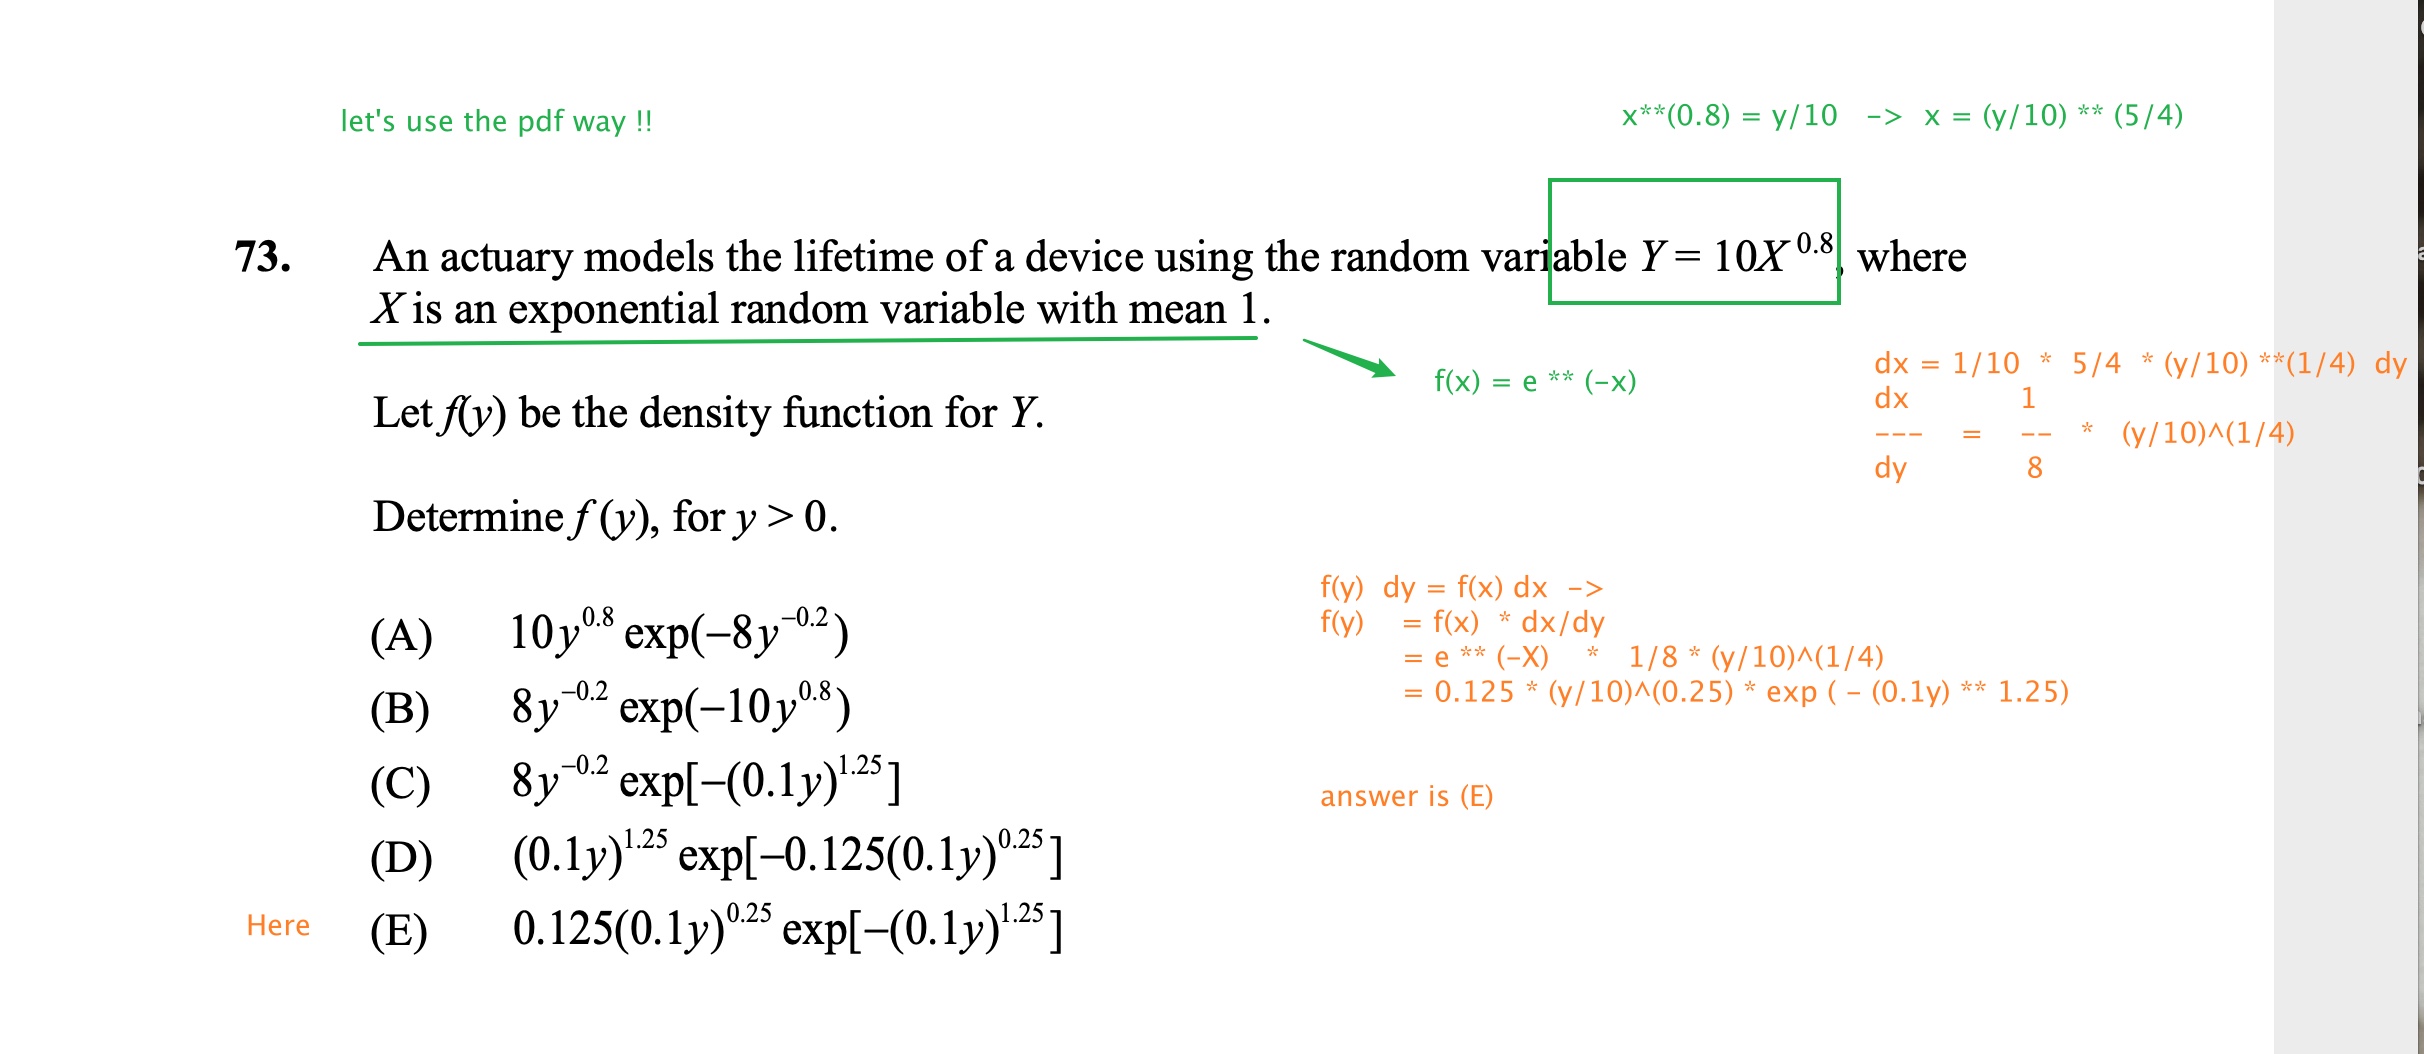 let's use the pdf way !!
x**(0.8) = y/10 -> x = (y/10) ** (5/4)
73. An actuary models the lifetime of a device using the random variable Y = 10X^0.8, where
X is an exponential random variable with mean 1.
f(x) = e ** (-x)
dx = 1/10 * 5/4 * (y/10) **(1/4) dy
dx 1
--- = -- * (y/10)^(1/4)
dy 8
Let f(y) be the density function for Y.
Determine f (y), for y > 0.
f(y) dy = f(x) dx ->
f(y) = f(x) * dx/dy
= e ** (-X) * 1/8 * (y/10)^(1/4)
= 0.125 * (y/10)^(0.25) * exp ( - (0.1y) ** 1.25)
answer is (E)
(A) 10y^0.8 exp(–8y^–0.2)
(B) 8y^–0.2 exp(–10y^0.8)
(C) 8y^–0.2 exp[–(0.1y)^1.25]
(D) (0.1y)^1.25 exp[–0.125(0.1y)^0.25]
Here (E) 0.125(0.1y)^0.25 exp[–(0.1y)^1.25]